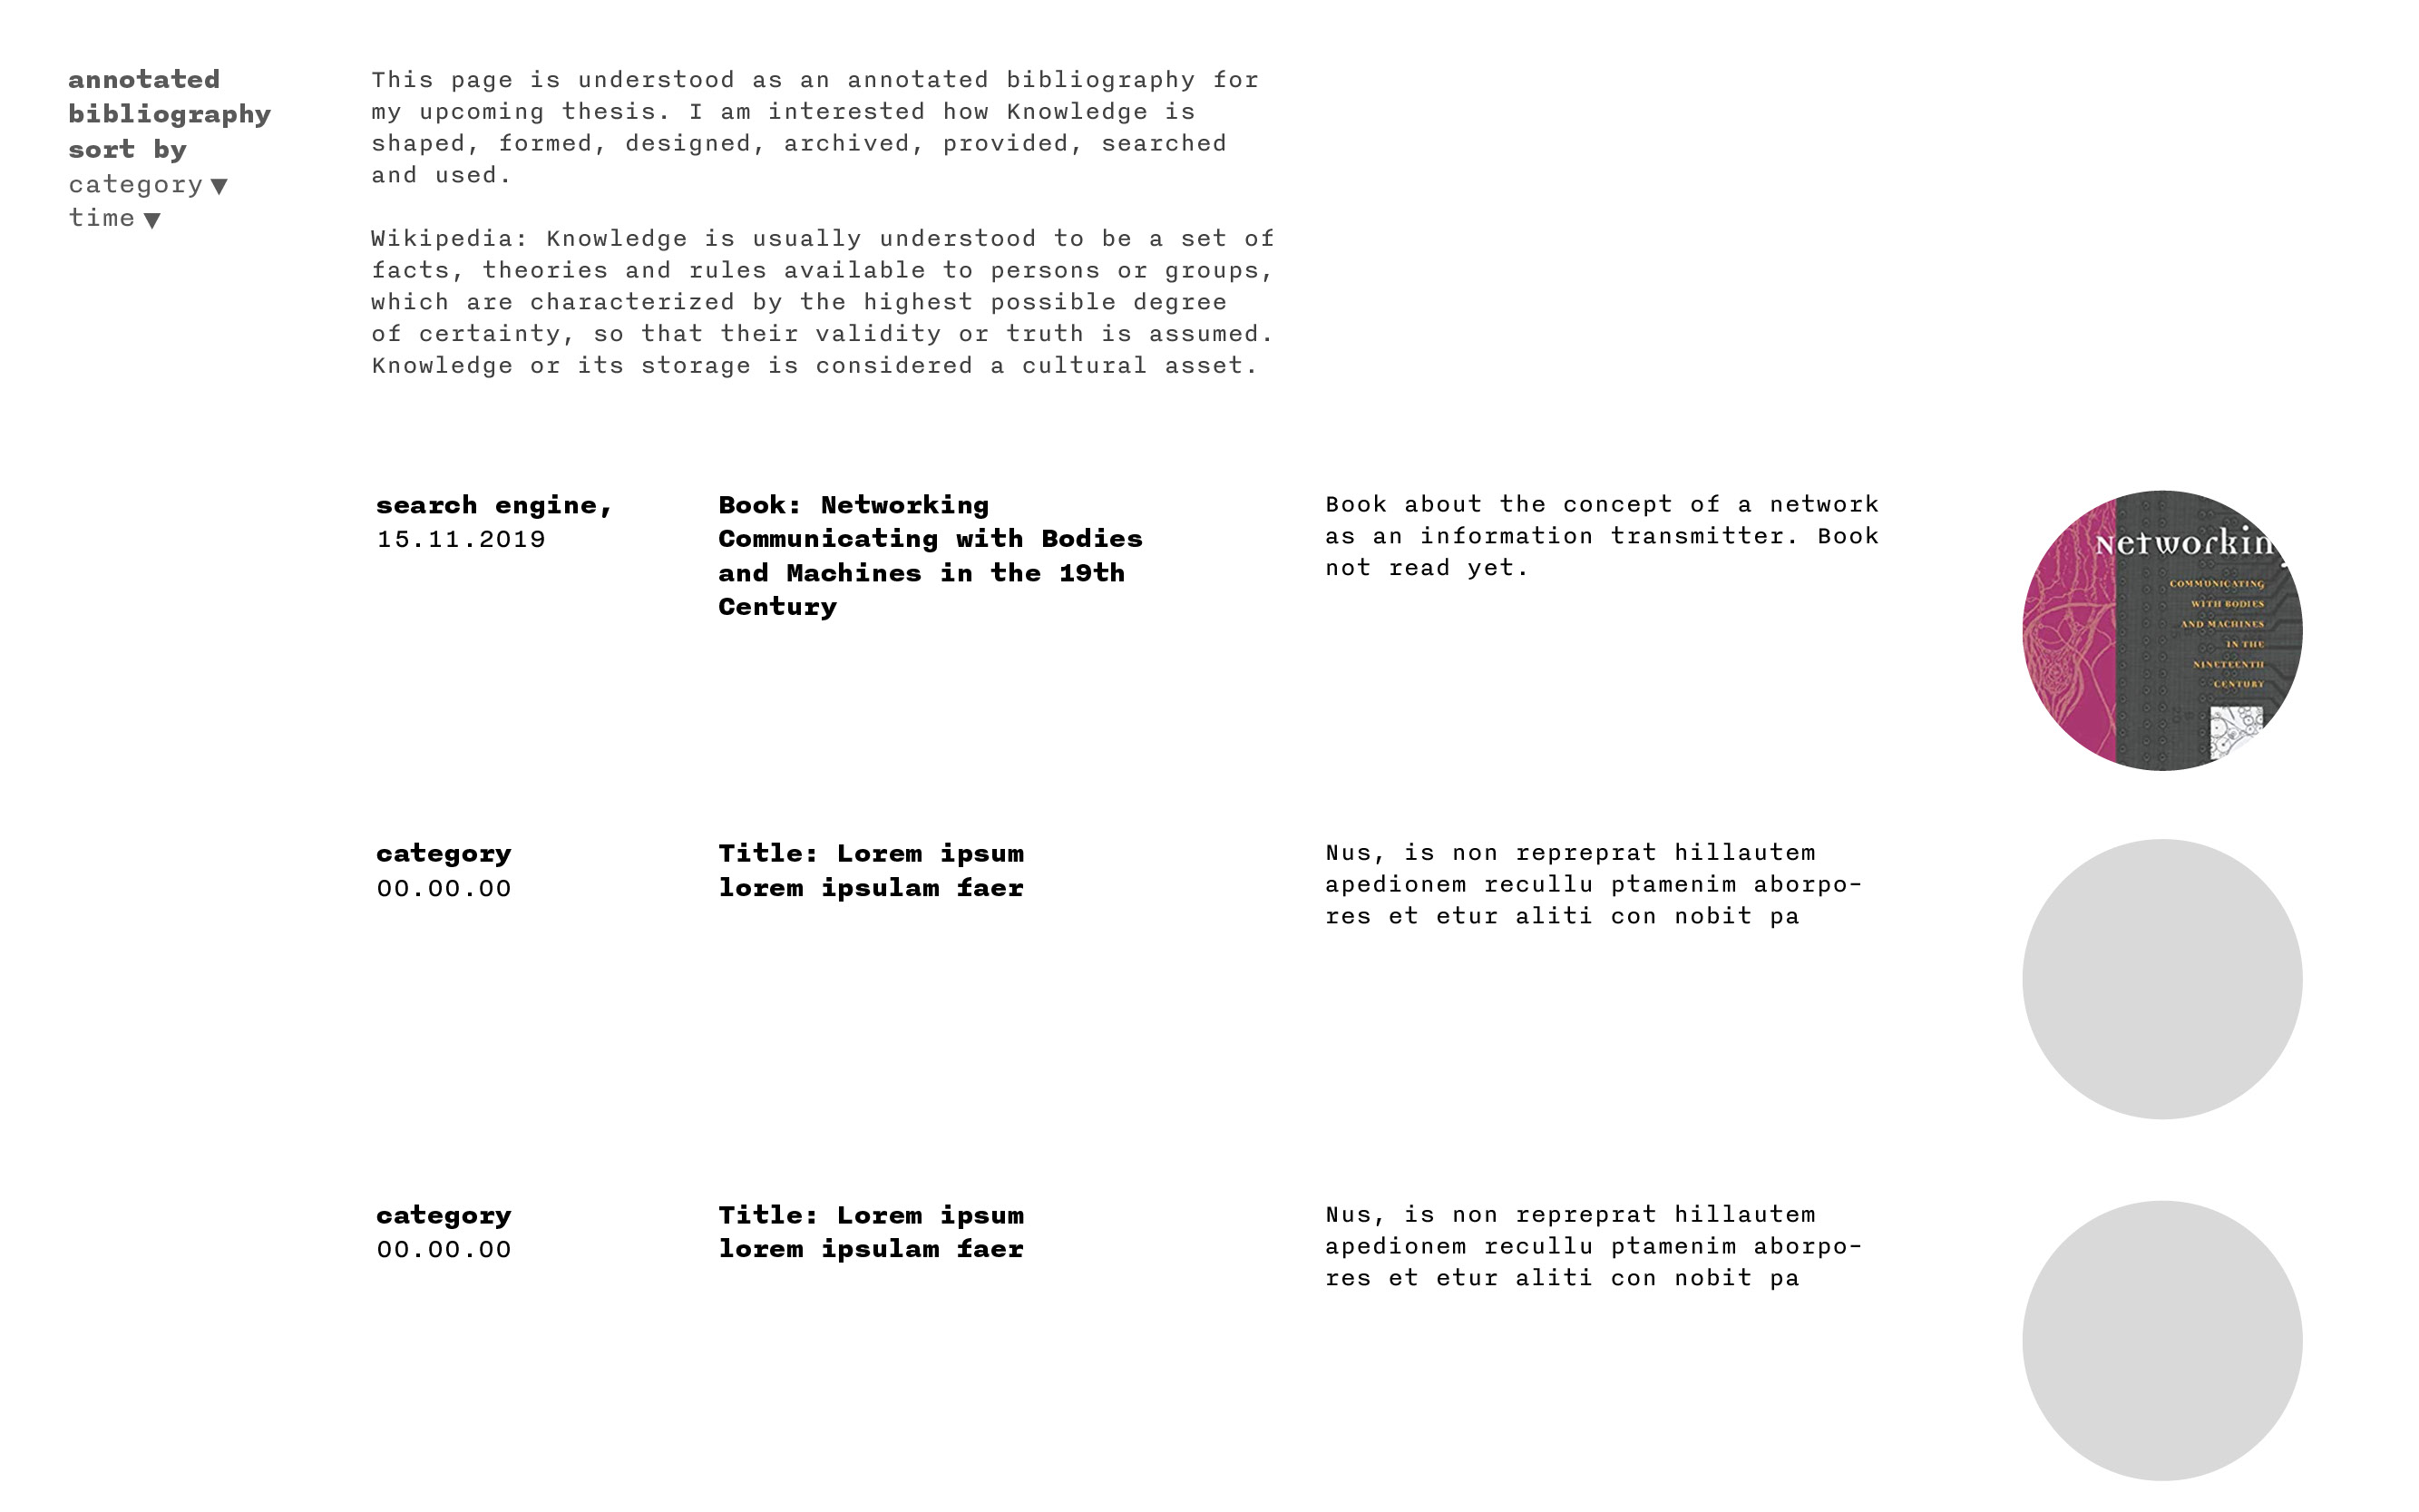 annotated
bibliography
sort by
category ▼
time ▼
This page is understood as an annotated bibliography for
my upcoming thesis. I am interested how Knowledge is
shaped, formed, designed, archived, provided, searched
and used.
Wikipedia: Knowledge is usually understood to be a set of
facts, theories and rules available to persons or groups,
which are characterized by the highest possible degree
of certainty, so that their validity or truth is assumed.
Knowledge or its storage is considered a cultural asset.
search engine,
15.11.2019
Book: Networking
Communicating with Bodies
and Machines in the 19th
Century
Book about the concept of a network
as an information transmitter. Book
not read yet.
Networkin
COMMUNICATING
WITH BODIES
AND MACHINES
IN THE
NINETEENTH
CENTURY
category
00.00.00
Title: Lorem ipsum
lorem ipsulam faer
Nus, is non repreprat hillautem
apedionem recullu ptamenim aborpo-
res et etur aliti con nobit pa
category
00.00.00
Title: Lorem ipsum
lorem ipsulam faer
Nus, is non repreprat hillautem
apedionem recullu ptamenim aborpo-
res et etur aliti con nobit pa